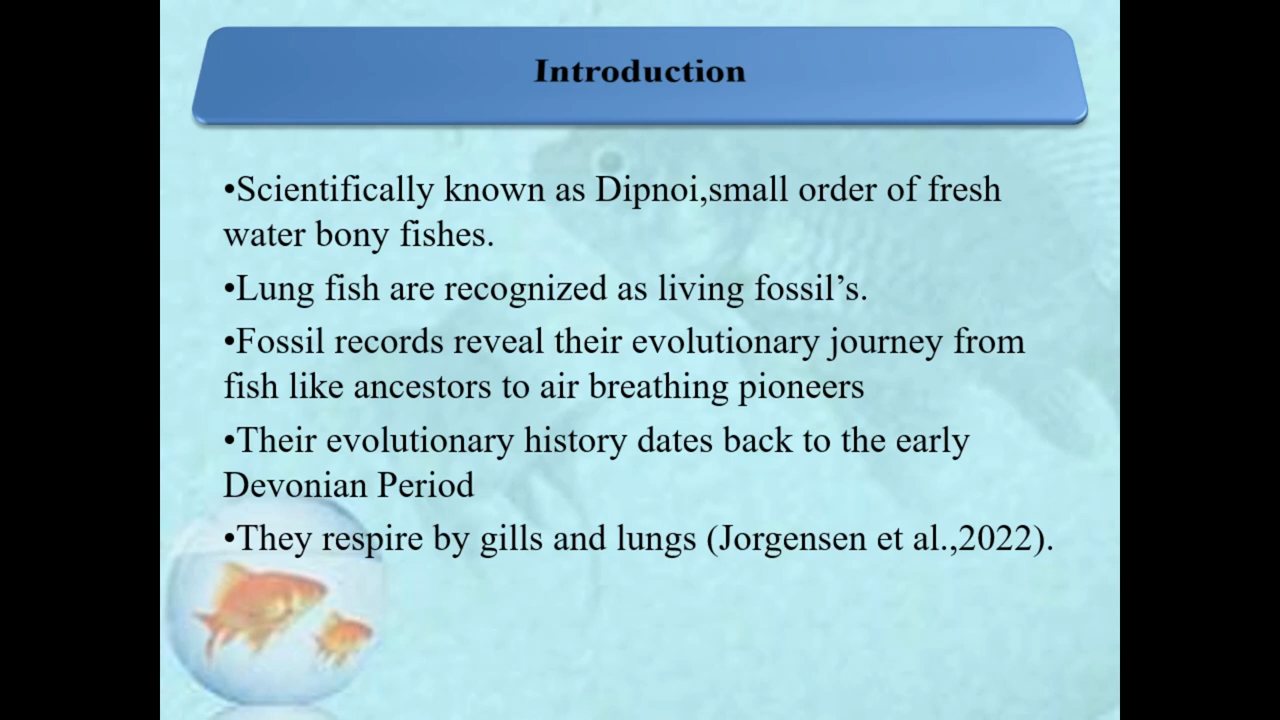 Introduction
•Scientifically known as Dipnoi,small order of fresh
water bony fishes.
•Lung fish are recognized as living fossil’s.
•Fossil records reveal their evolutionary journey from
fish like ancestors to air breathing pioneers
•Their evolutionary history dates back to the early
Devonian Period
•They respire by gills and lungs (Jorgensen et al.,2022).